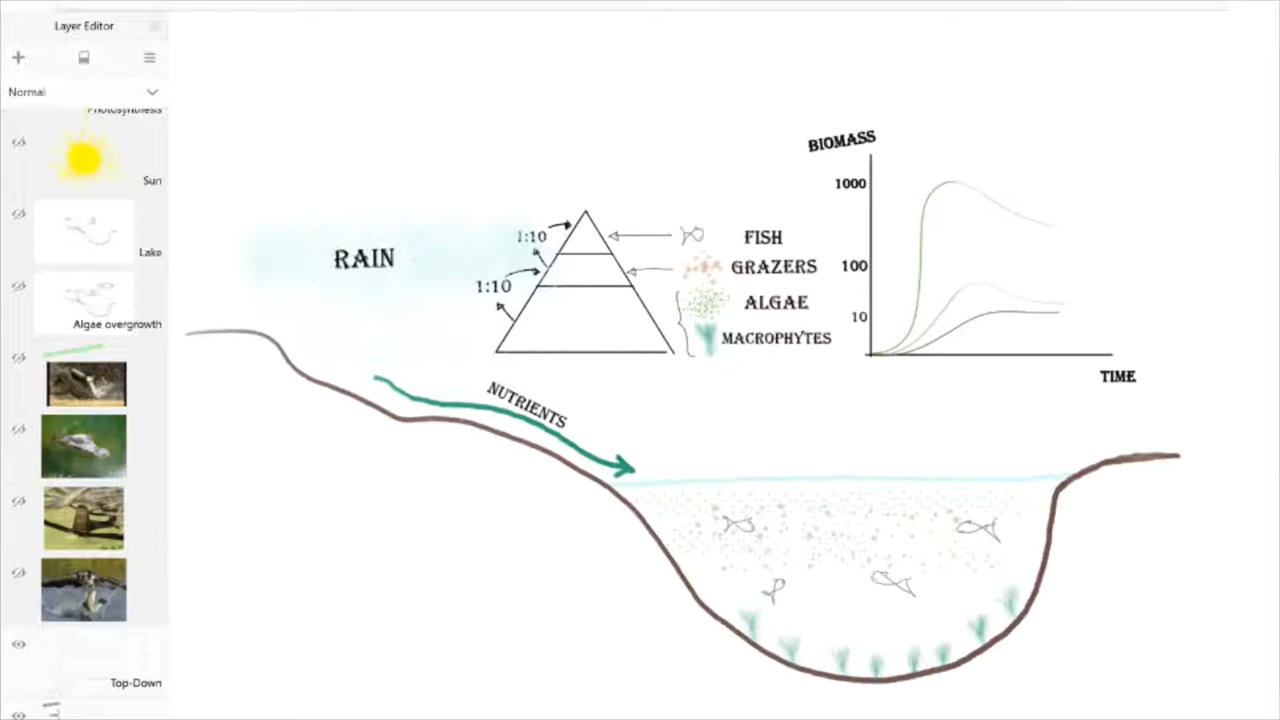 Layer Editor
Normal
Photosynthesis
Sun
Lake
Algae overgrowth
Top-Down
RAIN
NUTRIENTS
1:10
1:10
FISH
GRAZERS
ALGAE
MACROPHYTES
BIOMASS
1000
100
10
TIME